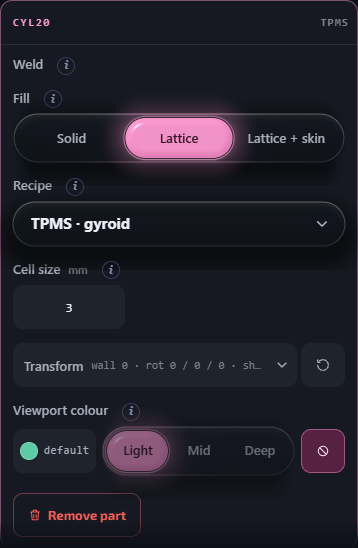 CYL20 TPMS
Weld i
Fill i
Solid Lattice Lattice + skin
Recipe i
TPMS · gyroid
Cell size mm i
3
Transform wall 0 · rot 0 / 0 / 0 · sh…
Viewport colour i
default Light Mid Deep
Remove part